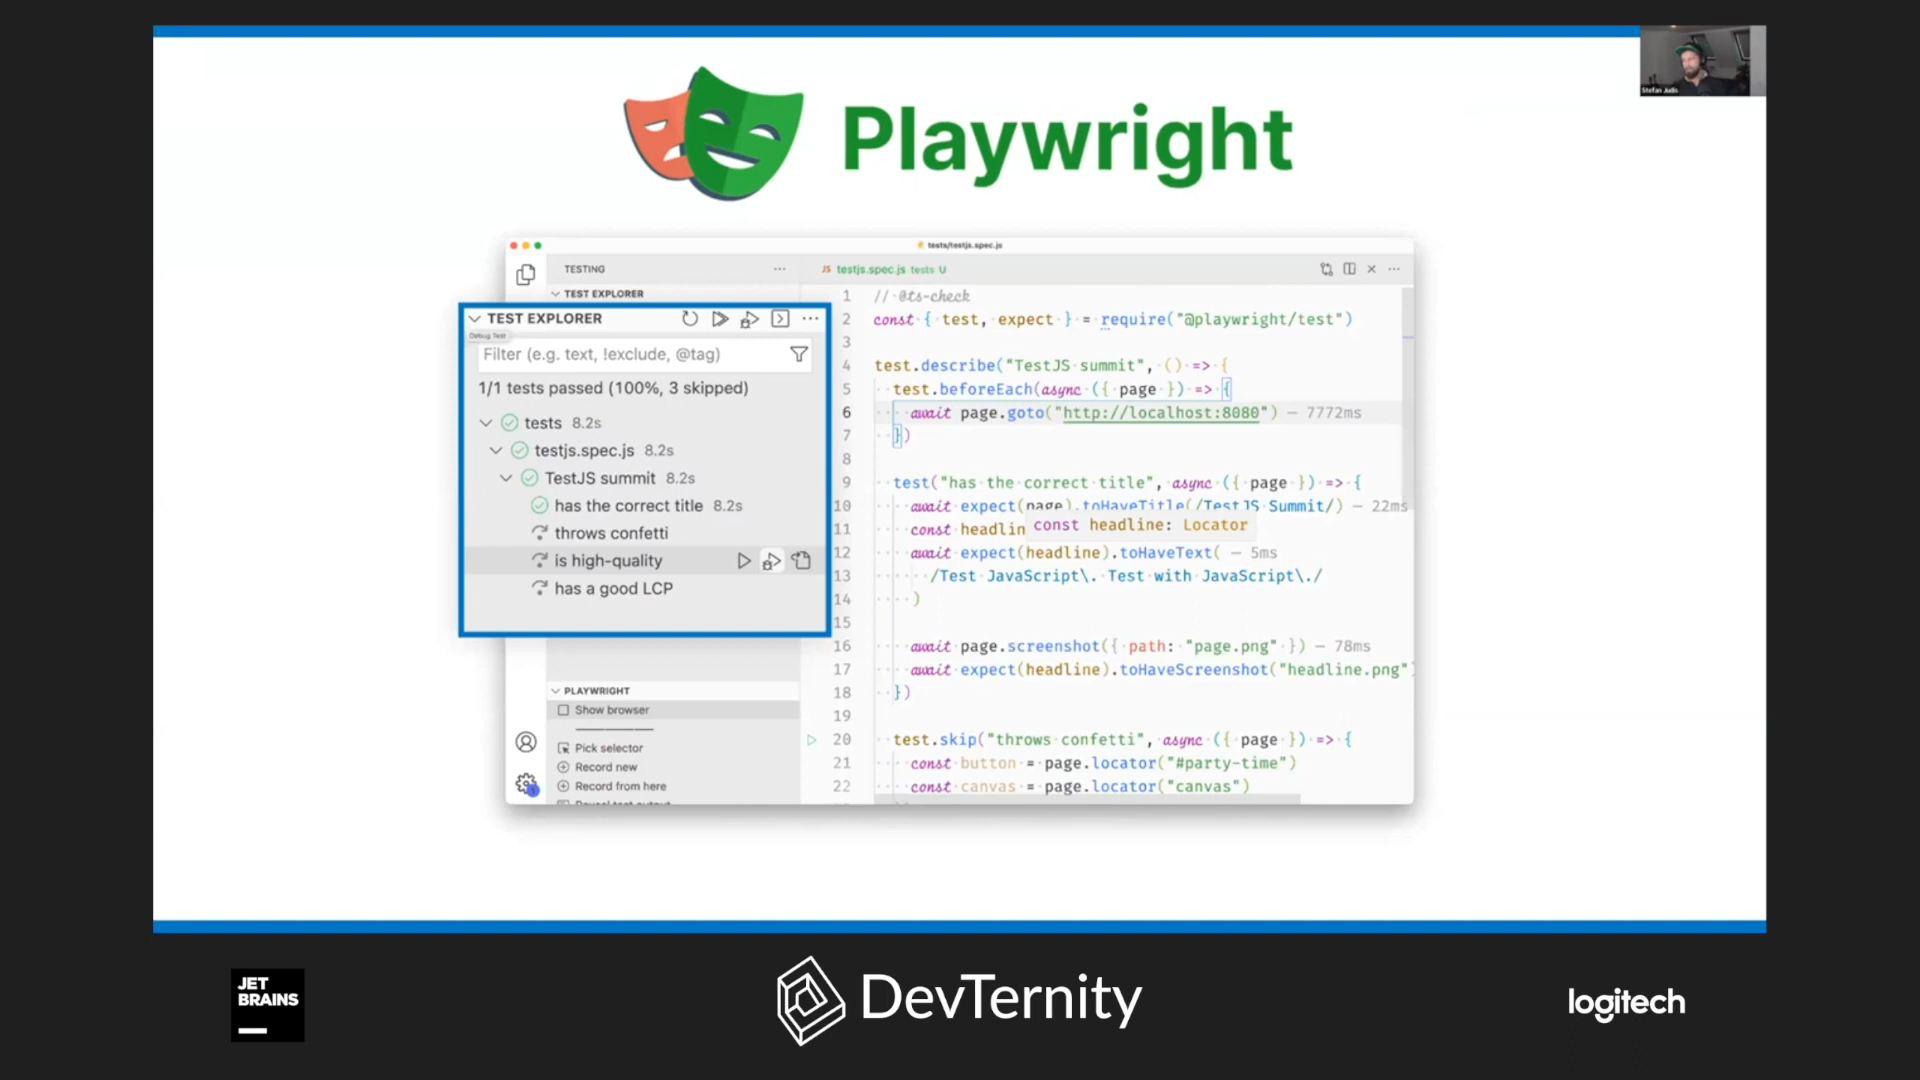 Stefan Judis
Playwright
tests/testjs.spec.js
TESTING
JS testjs.spec.js tests U
TEST EXPLORER
TEST EXPLORER
Debug Test
Filter (e.g. text, !exclude, @tag)
1/1 tests passed (100%, 3 skipped)
tests 8.2s
testjs.spec.js 8.2s
TestJS summit 8.2s
has the correct title 8.2s
throws confetti
is high-quality
has a good LCP
PLAYWRIGHT
Show browser
Pick selector
Record new
Record from here
Reveal test output
1 // @ts-check
2 const { test, expect } = require("@playwright/test")
3
4 test.describe("TestJS summit", () => {
5 test.beforeEach(async ({ page }) => {
6 await page.goto("http://localhost:8080") — 7772ms
7 })
8
9 test("has the correct title", async ({ page }) => {
10 await expect(page).toHaveTitle(/TestJS Summit/) — 22ms
11 const headlin
const headline: Locator
12 await expect(headline).toHaveText( — 5ms
13 /Test JavaScript\. Test with JavaScript\./
14 )
15
16 await page.screenshot({ path: "page.png" }) — 78ms
17 await expect(headline).toHaveScreenshot("headline.png")
18 })
19
20 test.skip("throws confetti", async ({ page }) => {
21 const button = page.locator("#party-time")
22 const canvas = page.locator("canvas")
JET
BRAINS
DevTernity
logitech